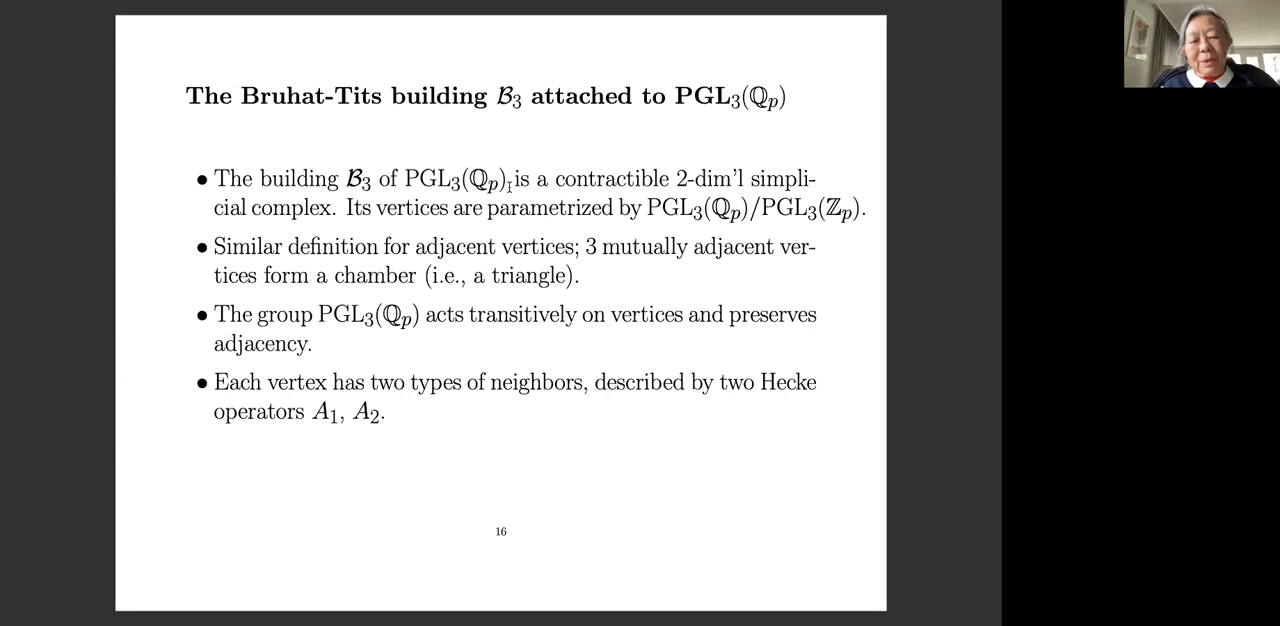 The Bruhat-Tits building ℬ₃ attached to PGL₃(ℚₚ)
• The building ℬ₃ of PGL₃(ℚₚ) is a contractible 2-dim'l simpli-
cial complex. Its vertices are parametrized by PGL₃(ℚₚ)/PGL₃(ℤₚ).
• Similar definition for adjacent vertices; 3 mutually adjacent ver-
tices form a chamber (i.e., a triangle).
• The group PGL₃(ℚₚ) acts transitively on vertices and preserves
adjacency.
• Each vertex has two types of neighbors, described by two Hecke
operators A₁, A₂.
16